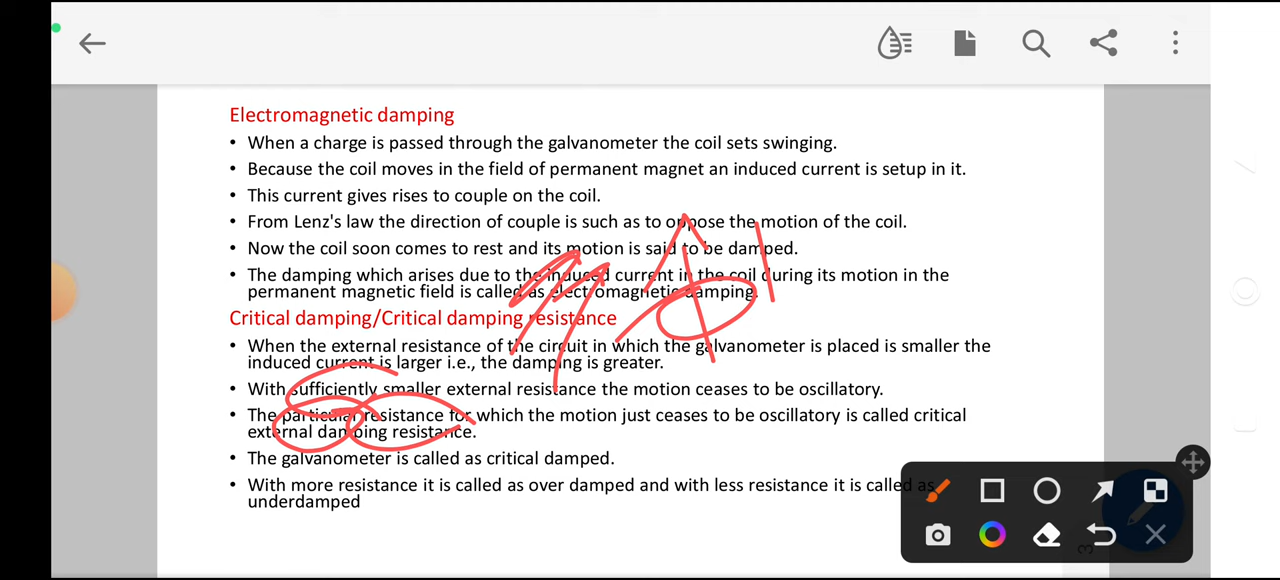 Electromagnetic damping
• When a charge is passed through the galvanometer the coil sets swinging.
• Because the coil moves in the field of permanent magnet an induced current is setup in it.
• This current gives rises to couple on the coil.
• From Lenz's law the direction of couple is such as to oppose the motion of the coil.
• Now the coil soon comes to rest and its motion is said to be damped.
• The damping which arises due to the induced current in the coil during its motion in the
permanent magnetic field is called as electromagnetic damping.
Critical damping/Critical damping resistance
• When the external resistance of the circuit in which the galvanometer is placed is smaller the
induced current is larger i.e., the damping is greater.
• With sufficiently smaller external resistance the motion ceases to be oscillatory.
• The particular resistance for which the motion just ceases to be oscillatory is called critical
external damping resistance.
• The galvanometer is called as critical damped.
• With more resistance it is called as over damped and with less resistance it is called as
underdamped